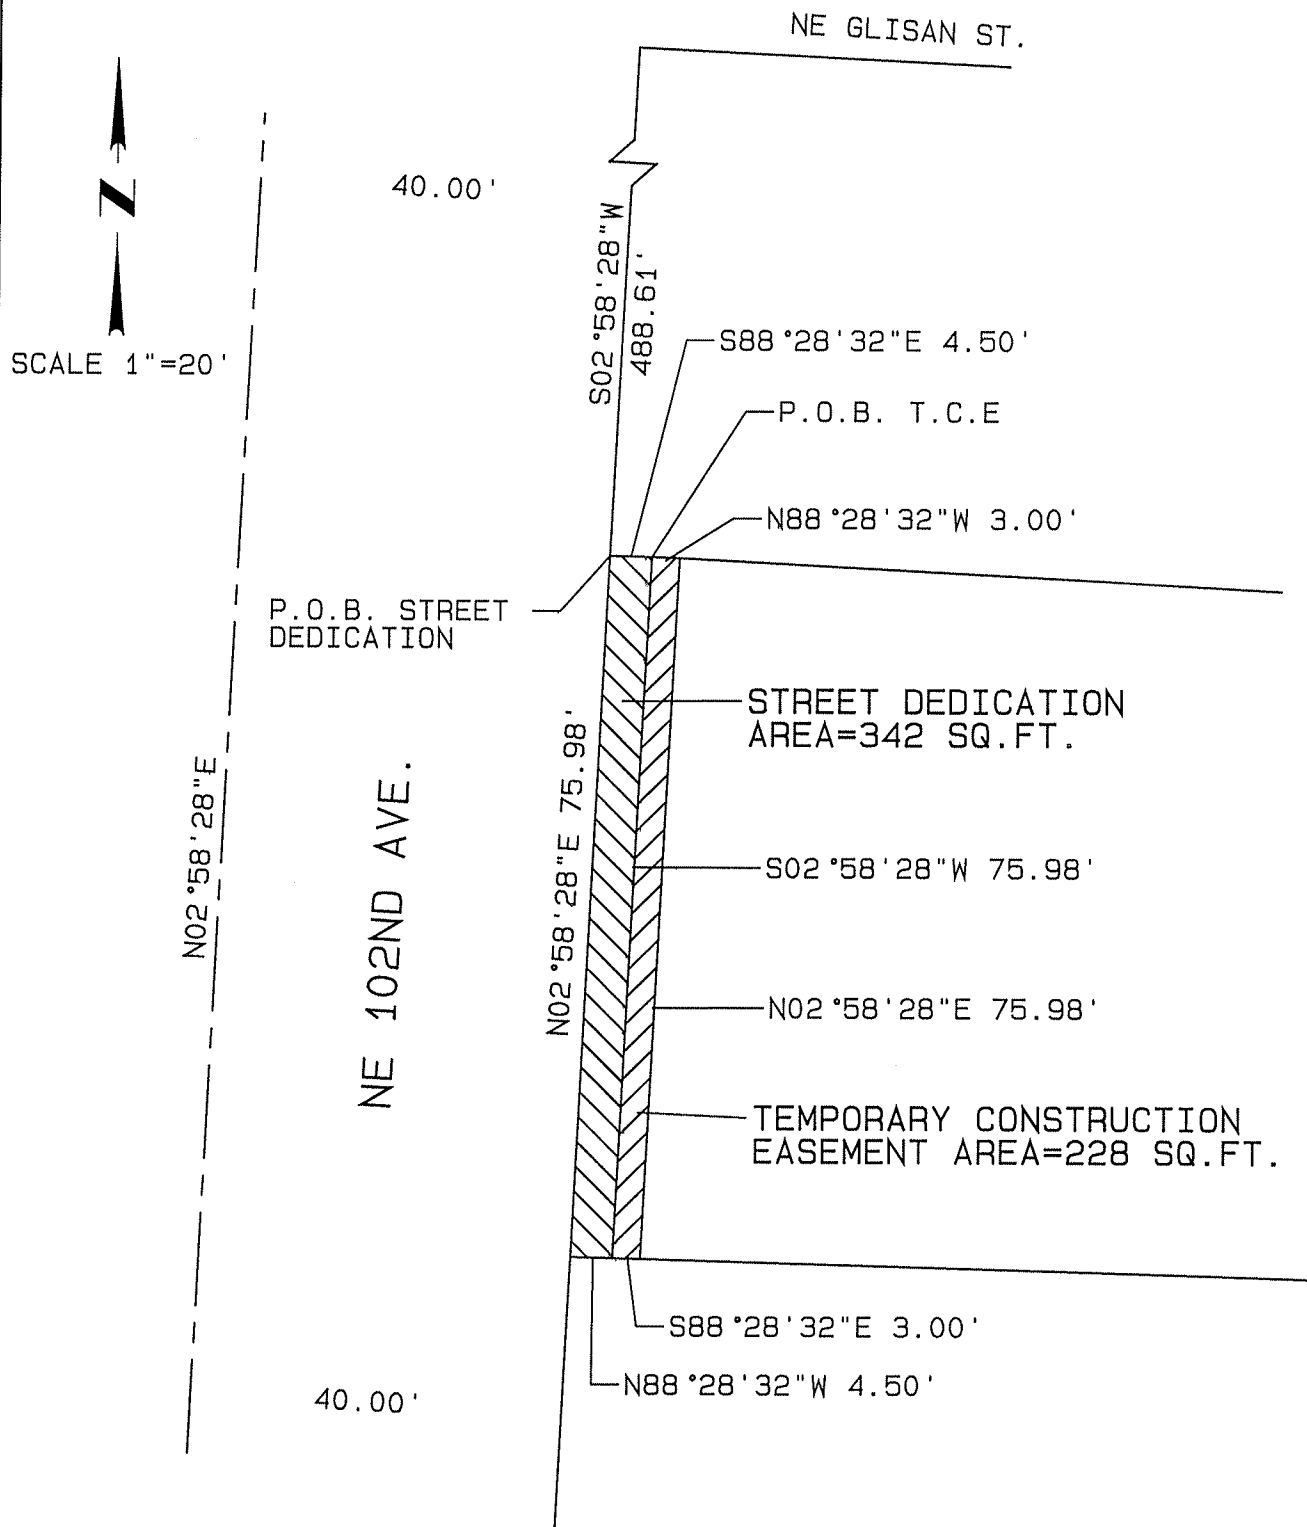 NE GLISAN ST.
N
40.00'
SCALE 1"=20'
S02°58'28"W
488.61'
S88°28'32"E 4.50'
P.O.B. T.C.E
N88°28'32"W 3.00'
P.O.B. STREET
DEDICATION
STREET DEDICATION
AREA=342 SQ.FT.
N02°58'28"E
NE 102ND AVE.
N02°58'28"E 75.98'
S02°58'28"W 75.98'
N02°58'28"E 75.98'
TEMPORARY CONSTRUCTION
EASEMENT AREA=228 SQ.FT.
S88°28'32"E 3.00'
N88°28'32"W 4.50'
40.00'